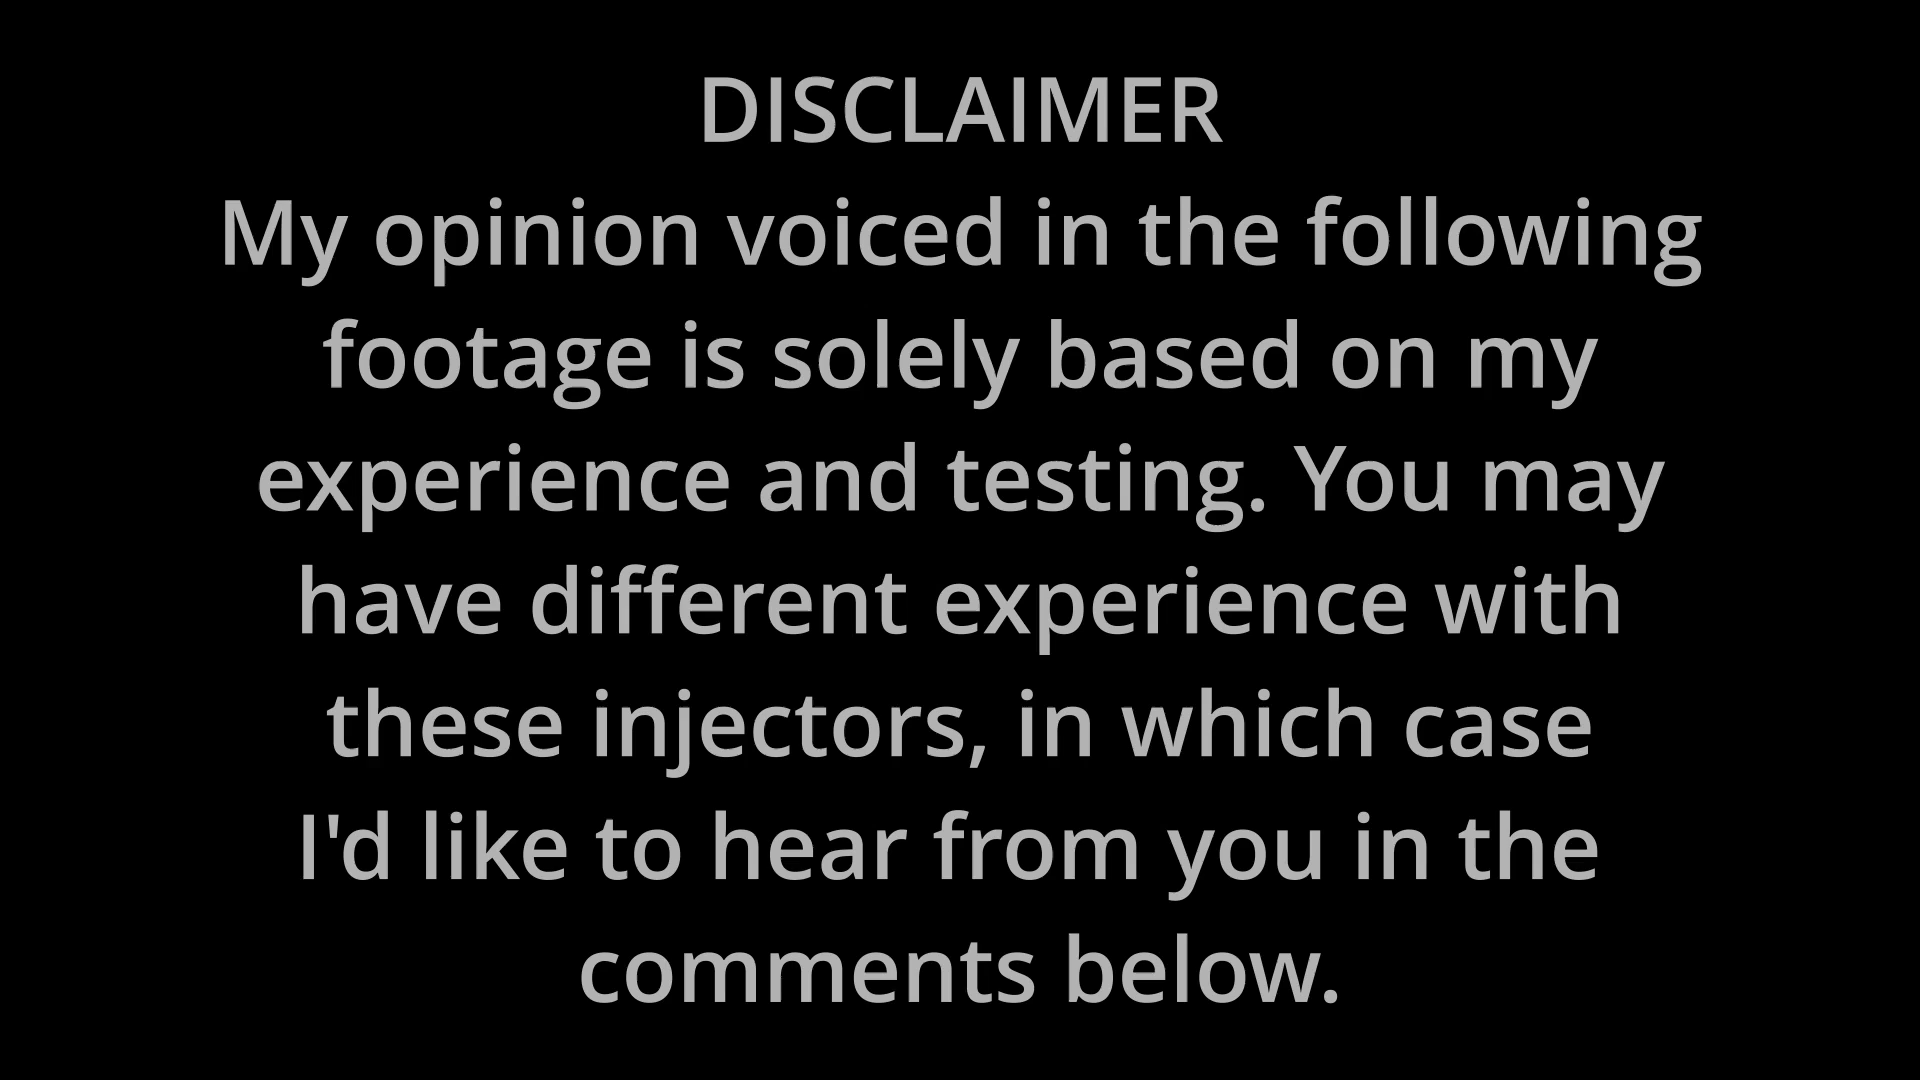 DISCLAIMER
My opinion voiced in the following
footage is solely based on my
experience and testing. You may
have different experience with
these injectors, in which case
I'd like to hear from you in the
comments below.